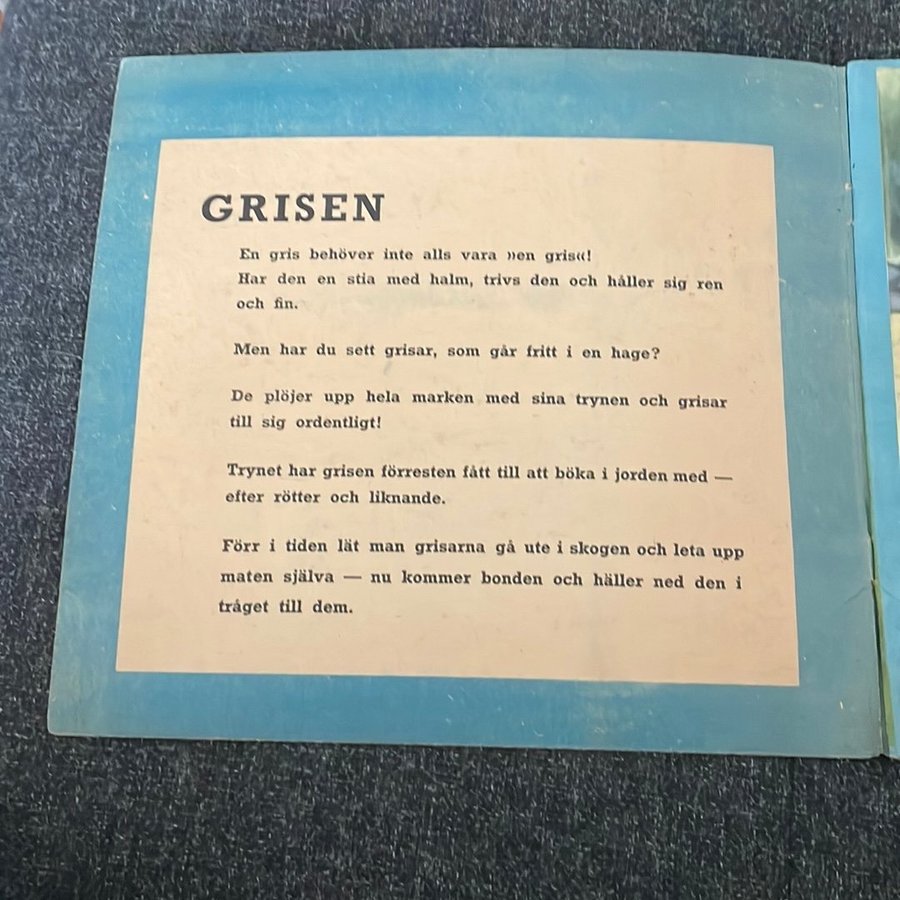 GRISEN
En gris behöver inte alls vara »en gris«!
Har den en stia med halm, trivs den och håller sig ren
och fin.
Men har du sett grisar, som går fritt i en hage?
De plöjer upp hela marken med sina trynen och grisar
till sig ordentligt!
Trynet har grisen förresten fått till att böka i jorden med —
efter rötter och liknande.
Förr i tiden lät man grisarna gå ute i skogen och leta upp
maten själva — nu kommer bonden och häller ned den i
tråget till dem.